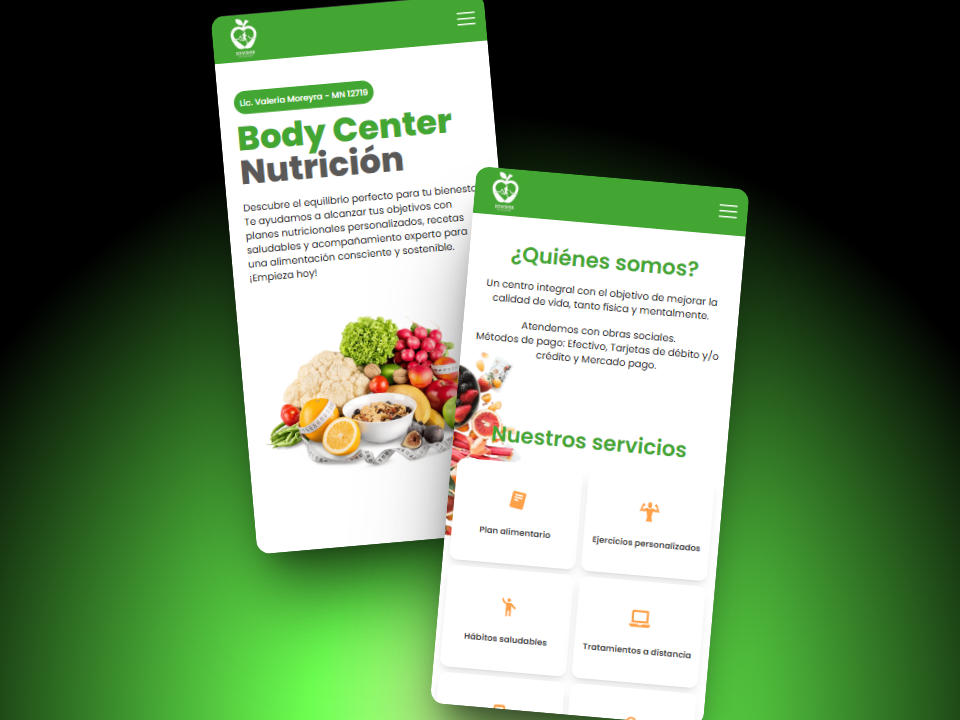 Lic. Valeria Moreyra - MN 12719
Body Center
Nutrición
Descubre el equilibrio perfecto para tu
Te ayudamos a alcanzar tus objetivos con
planes nutricionales personalizados, recetas
saludables y acompañamiento experto para
una alimentación consciente y sostenible.
¡Empieza hoy!
¿Quiénes somos?
Un centro integral con el objetivo de mejorar la
calidad de vida, tanto física y mentalmente.
Atendemos con obras sociales.
Métodos de pago: Efectivo, Tarjetas de débito y/o
crédito y Mercado pago.
Nuestros servicios
Plan alimentario
Ejercicios personalizados
Hábitos saludables
Tratamientos a distancia